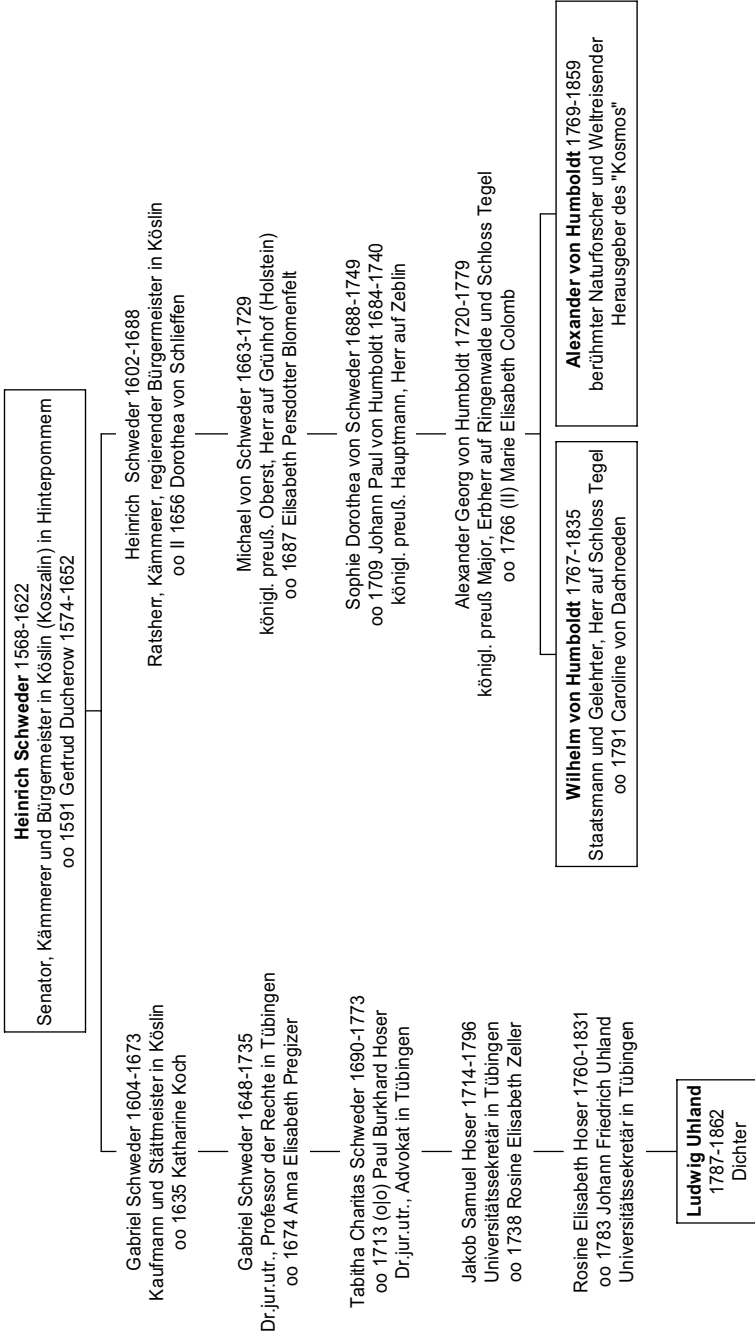 Heinrich Schweder 1568-1622
Senator, Kämmerer und Bürgermeister in Köslin (Koszalin) in Hinterpommern
oo 1591 Gertrud Ducherow 1574-1652
Gabriel Schweder 1604-1673
Kaufmann und Stättmeister in Köslin
oo 1635 Katharine Koch
Gabriel Schweder 1648-1735
Dr.jur.utr., Professor der Rechte in Tübingen
oo 1674 Anna Elisabeth Pregizer
Tabitha Charitas Schweder 1690-1773
oo 1713 (o|o) Paul Burkhard Hoser
Dr.jur.utr., Advokat in Tübingen
Jakob Samuel Hoser 1714-1796
Universitätssekretär in Tübingen
oo 1738 Rosine Elisabeth Zeller
Rosine Elisabeth Hoser 1760-1831
oo 1783 Johann Friedrich Uhland
Universitätssekretär in Tübingen
Ludwig Uhland
1787-1862
Dichter
Heinrich Schweder 1602-1688
Ratsherr, Kämmerer, regierender Bürgermeister in Köslin
oo II 1656 Dorothea von Schlieffen
Michael von Schweder 1663-1729
königl. preuß. Oberst, Herr auf Grünhof (Holstein)
oo 1687 Eilsabeth Persdotter Blomenfelt
Sophie Dorothea von Schweder 1688-1749
oo 1709 Johann Paul von Humboldt 1684-1740
königl. preuß. Hauptmann, Herr auf Zeblin
Alexander Georg von Humboldt 1720-1779
königl. preuß Major, Erbherr auf Ringenwalde und Schloss Tegel
oo 1766 (II) Marie Elisabeth Colomb
Wilhelm von Humboldt 1767-1835
Staatsmann und Gelehrter, Herr auf Schloss Tegel
oo 1791 Caroline von Dachroeden
Alexander von Humboldt 1769-1859
berühmter Naturforscher und Weltreisender
Herausgeber des "Kosmos"